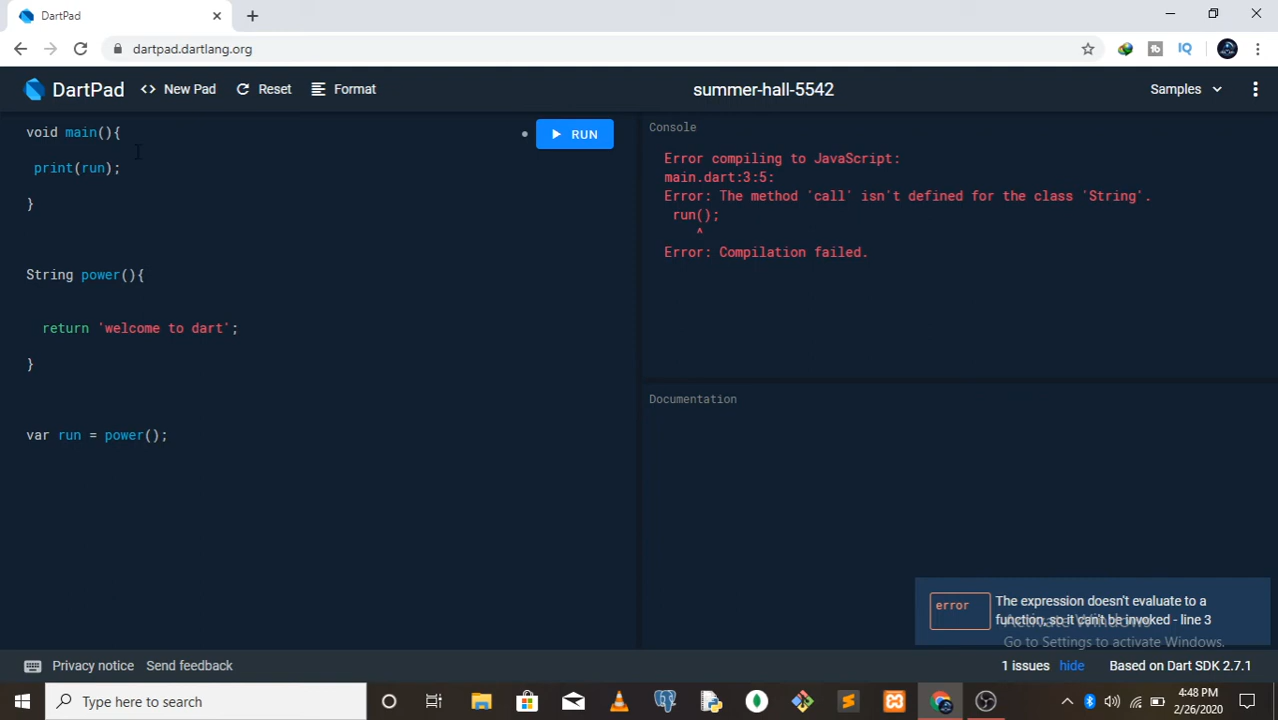 DartPad
dartpad.dartlang.org
DartPad
<> New Pad
Reset
Format
summer-hall-5542
Samples
void main(){
print(run);
}
String power(){
return 'welcome to dart';
}
var run = power();
RUN
Console
Error compiling to JavaScript:
main.dart:3:5:
Error: The method 'call' isn't defined for the class 'String'.
run();
^
Error: Compilation failed.
Documentation
error
The expression doesn't evaluate to a
function, so it can't be invoked - line 3
Activate Windows
Go to Settings to activate Windows.
Privacy notice
Send feedback
1 issues
hide
Based on Dart SDK 2.7.1
Type here to search
4:48 PM
2/26/2020
IQ